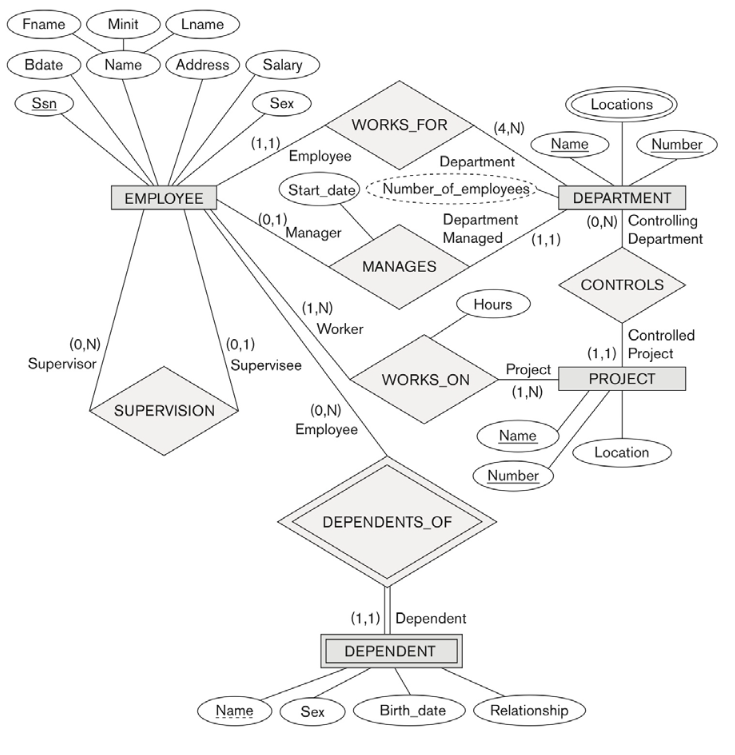 Fname Minit Lname
Bdate Name Address Salary
Ssn Sex
WORKS_FOR
(1,1) (4,N)
Employee Department
Locations
Name Number
Start_date Number_of_employees
EMPLOYEE DEPARTMENT
(0,1) Manager
Department
Managed
(1,1)
MANAGES
(0,N) Controlling
Department
CONTROLS
(1,N)
Worker
Hours
(0,N)
Supervisor
(0,1)
Supervisee
Controlled
(1,1) Project
WORKS_ON
Project
(1,N)
PROJECT
SUPERVISION
(0,N)
Employee
Name
Number
Location
DEPENDENTS_OF
(1,1) Dependent
DEPENDENT
Name Sex Birth_date Relationship